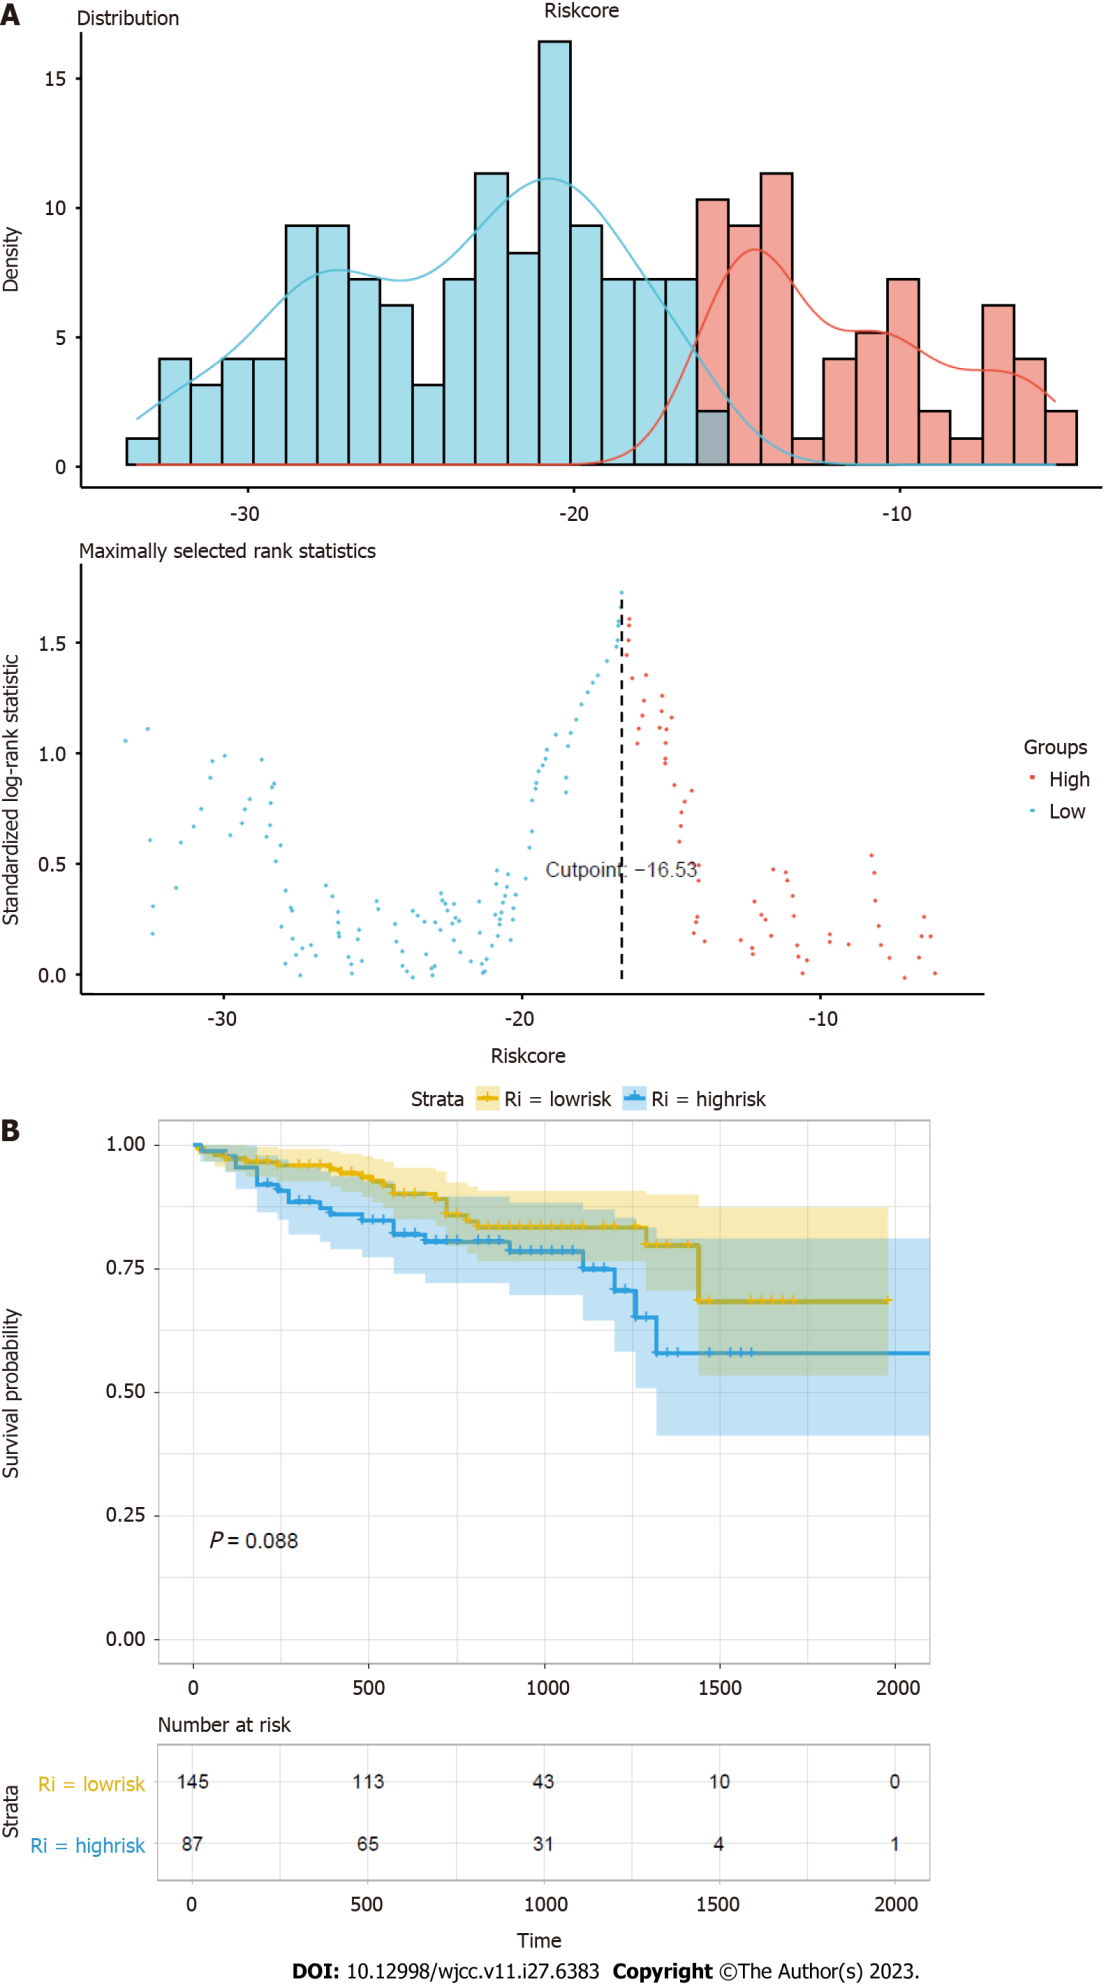 A
Distribution
Riskcore
Density
15
10
5
0
-30
-20
-10
Maximally selected rank statistics
Standardized log-rank statistic
1.5
1.0
0.5
0.0
Cutpoint: −16.53
Groups
High
Low
-30
-20
-10
Riskcore
Strata Ri = lowrisk Ri = highrisk
B
Survival probability
1.00
0.75
0.50
0.25
0.00
P = 0.088
0 500 1000 1500 2000
Number at risk
Strata
Ri = lowrisk 145 113 43 10 0
Ri = highrisk 87 65 31 4 1
0 500 1000 1500 2000
Time
DOI: 10.12998/wjcc.v11.i27.6383 Copyright ©The Author(s) 2023.